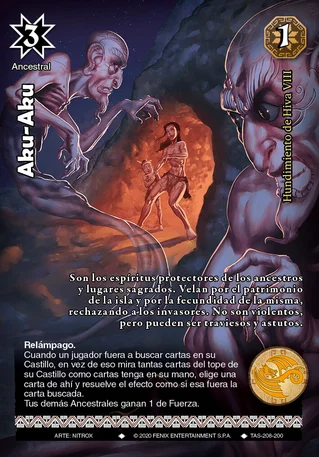 3
1
Ancestral
Aku-Aku
Hundimiento de Hiva VIII
Son los espíritus protectores de los ancestros
y lugares ságrados. Velan por el patrimonio
de la isla y por la fecundidad de la misma,
rechazando a los invasores. No son violentos,
pero pueden ser traviesos y astutos.
Relámpago.
Cuando un jugador fuera a buscar cartas en su
Castillo, en vez de eso mira tantas cartas del tope de
su Castillo como cartas tenga en su mano, elige una
carta de ahí y resuelve el efecto como si esa fuera la
carta buscada.
Tus demás Ancestrales ganan 1 de Fuerza.
ARTE: NITROX
© 2020 FENIX ENTERTAINMENT S.P.A.
TAS-208-200